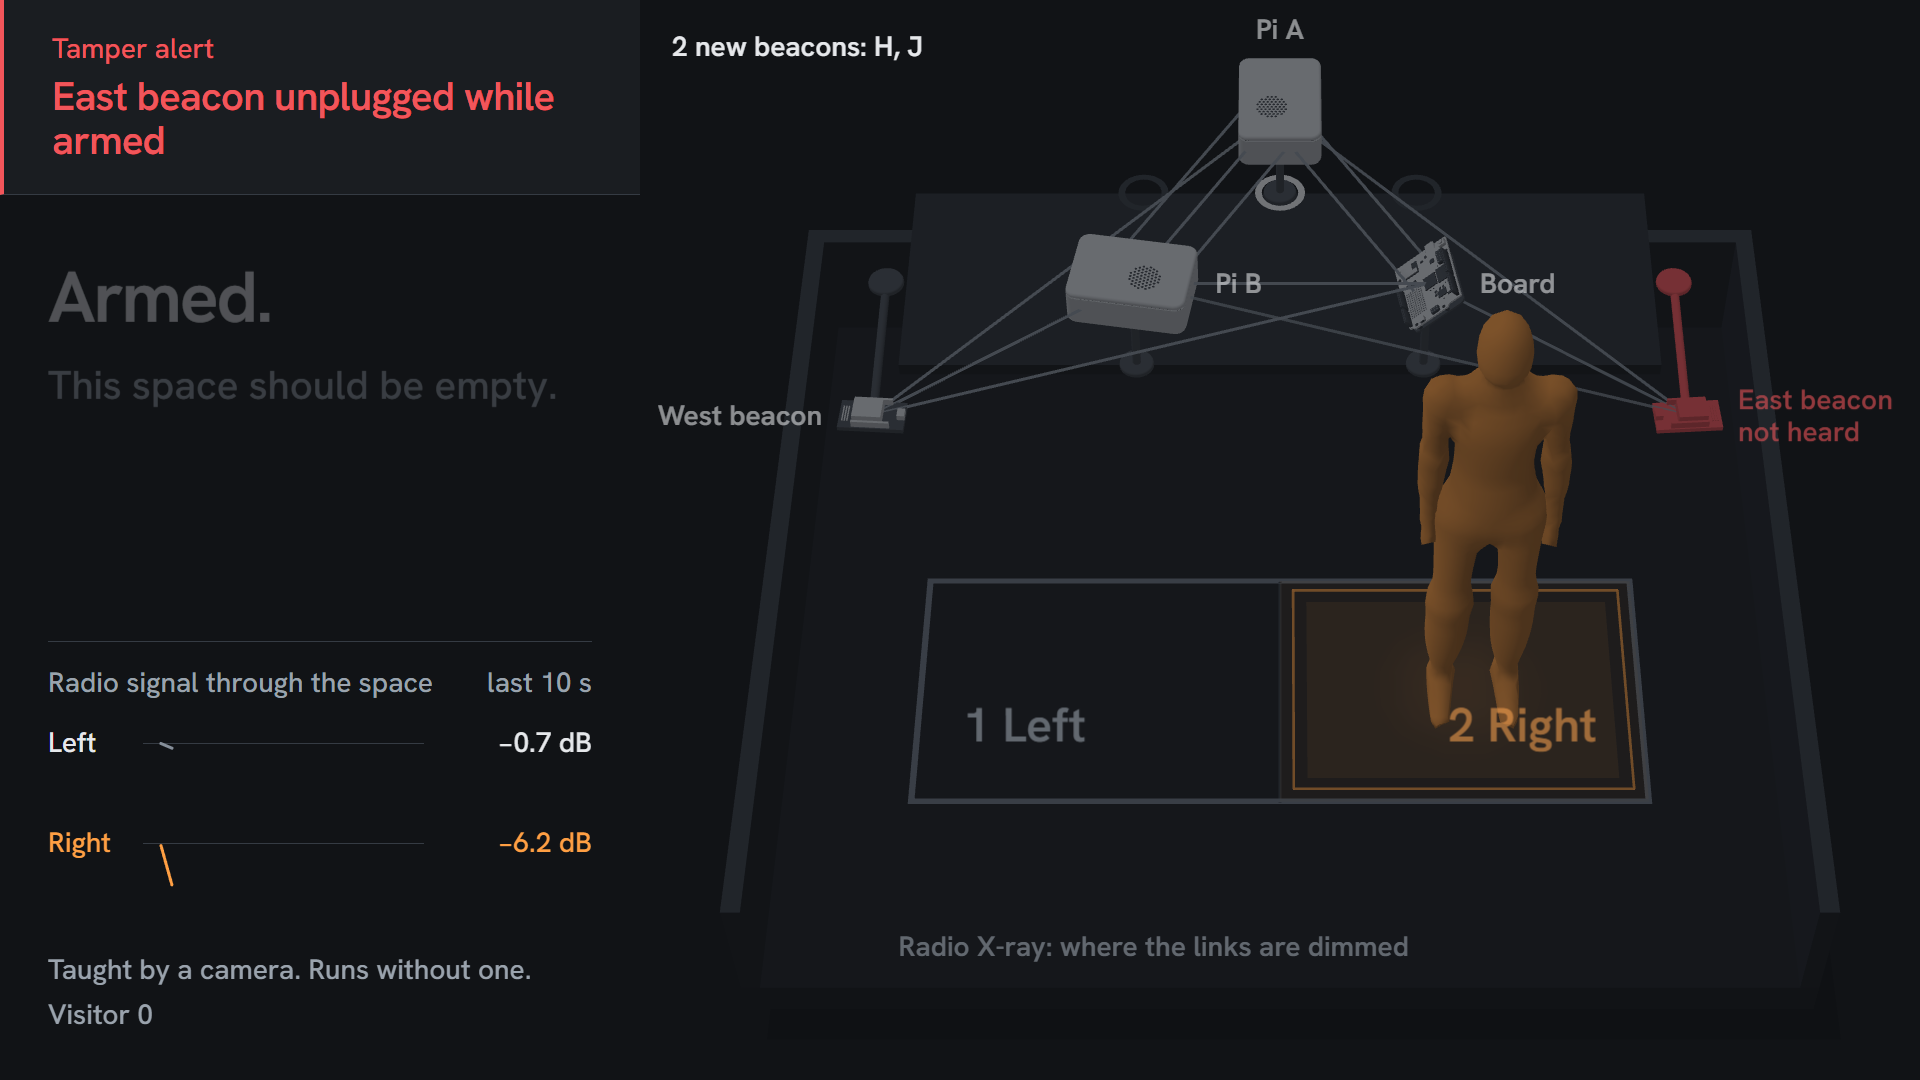 Tamper alert
East beacon unplugged while
armed
Armed.
This space should be empty.
Radio signal through the space last 10 s
Left −0.7 dB
Right −6.2 dB
Taught by a camera. Runs without one.
Visitor 0
2 new beacons: H, J
Pi A
Pi B
Board
West beacon
East beacon
not heard
1 Left
2 Right
Radio X-ray: where the links are dimmed